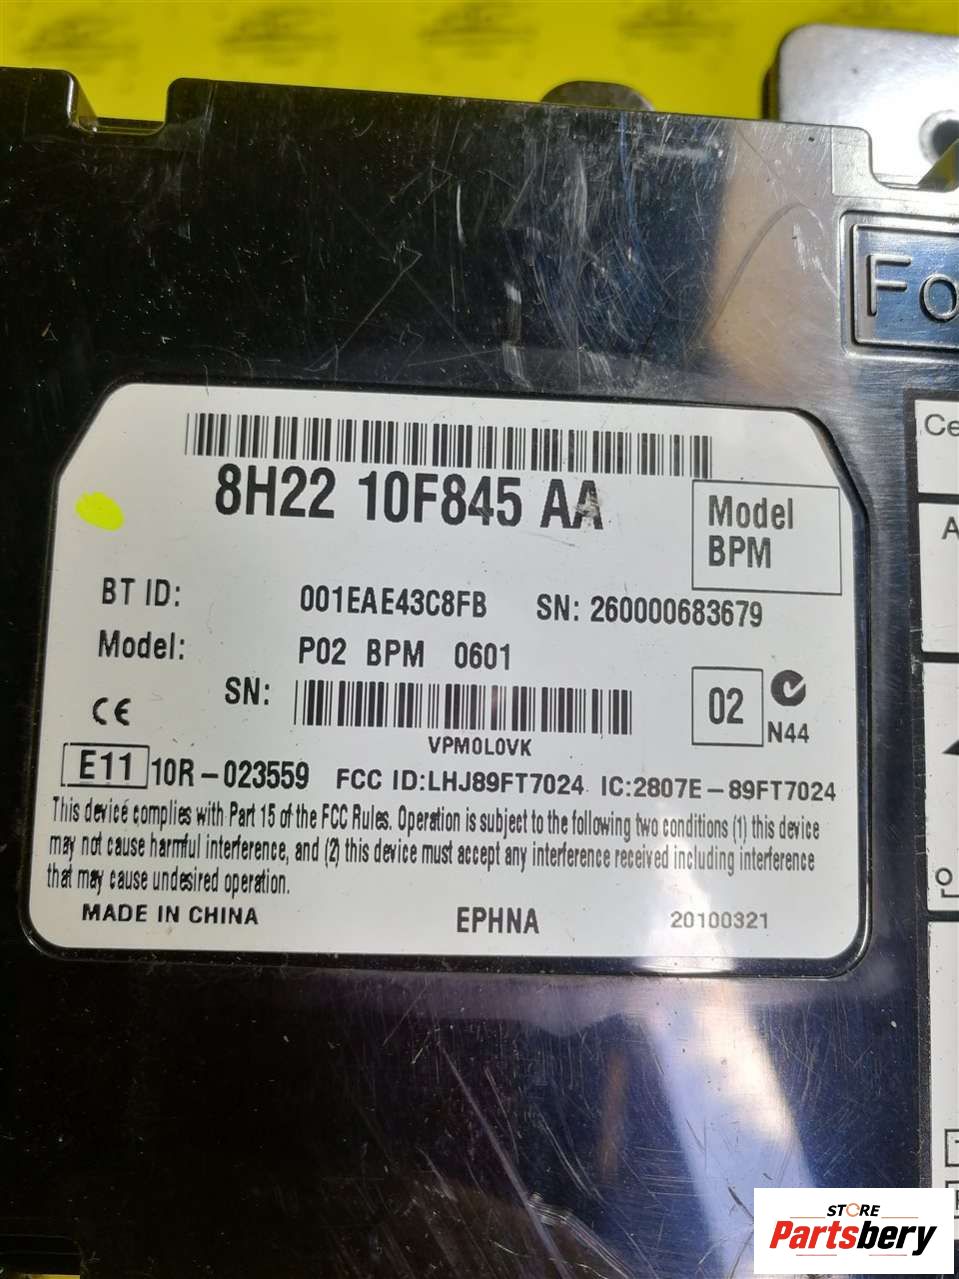 Fo
8H22 10F845 AA
Model
BPM
BT ID: 001EAE43C8FB SN: 260000683679
Model: P02 BPM 0601
SN:
VPM0L0VK
02
N44
CE
E11 10R-023559 FCC ID:LHJ89FT7024 IC:2807E-89FT7024
This device complies with Part 15 of the FCC Rules. Operation is subject to the following two conditions (1) this device
may not cause harmful interference, and (2) this device must accept any interference received including interference
that may cause undesired operation.
MADE IN CHINA EPHNA 20100321
Ce
A
STORE
Partsbery